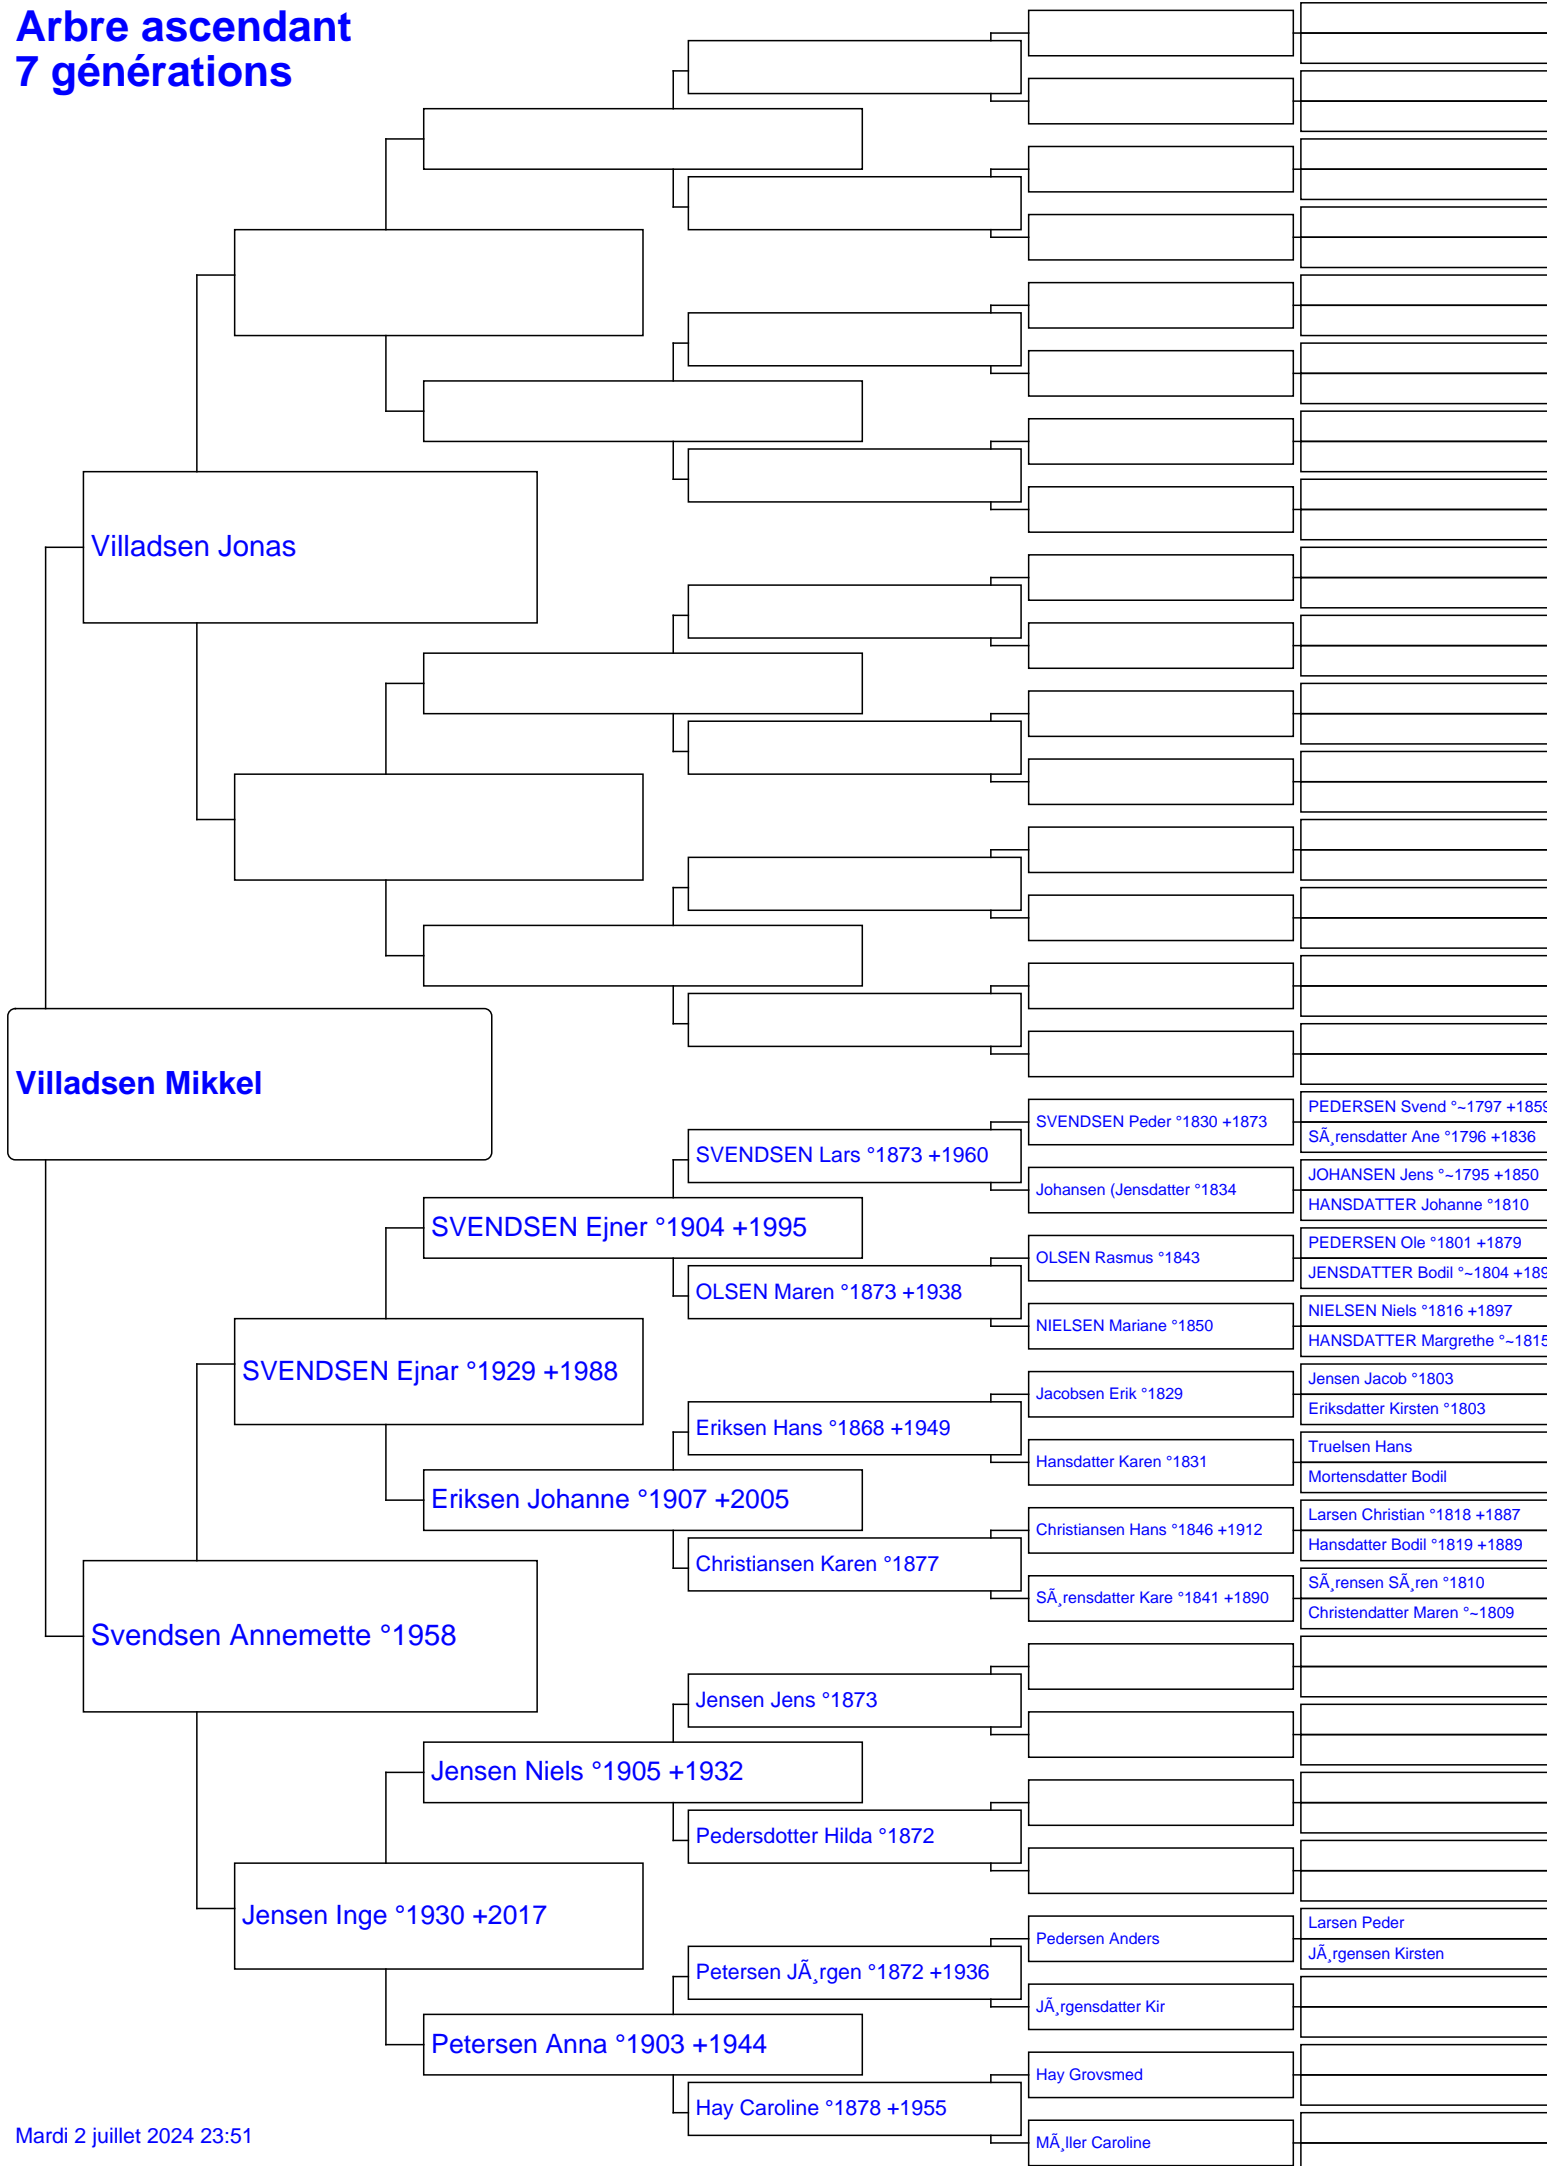 Arbre ascendant
7 générations
Villadsen Jonas
Villadsen Mikkel
SVENDSEN Peder °1830 +1873
PEDERSEN Svend °~1797 +1859
SÃ¸rensdatter Ane °1796 +1836
SVENDSEN Lars °1873 +1960
Johansen (Jensdatter °1834
JOHANSEN Jens °~1795 +1850
HANSDATTER Johanne °1810
SVENDSEN Ejner °1904 +1995
OLSEN Rasmus °1843
PEDERSEN Ole °1801 +1879
JENSDATTER Bodil °~1804 +189
OLSEN Maren °1873 +1938
NIELSEN Mariane °1850
NIELSEN Niels °1816 +1897
HANSDATTER Margrethe °~1815
SVENDSEN Ejnar °1929 +1988
Jacobsen Erik °1829
Jensen Jacob °1803
Eriksdatter Kirsten °1803
Eriksen Hans °1868 +1949
Hansdatter Karen °1831
Truelsen Hans
Mortensdatter Bodil
Eriksen Johanne °1907 +2005
Christiansen Hans °1846 +1912
Larsen Christian °1818 +1887
Hansdatter Bodil °1819 +1889
Christiansen Karen °1877
SÃ¸rensdatter Kare °1841 +1890
SÃ¸rensen SÃ¸ren °1810
Christendatter Maren °~1809
Svendsen Annemette °1958
Jensen Jens °1873
Jensen Niels °1905 +1932
Pedersdotter Hilda °1872
Jensen Inge °1930 +2017
Pedersen Anders
Larsen Peder
JÃ¸rgensen Kirsten
Petersen JÃ¸rgen °1872 +1936
JÃ¸rgensdatter Kir
Petersen Anna °1903 +1944
Hay Grovsmed
Hay Caroline °1878 +1955
MÃ¸ller Caroline
Mardi 2 juillet 2024 23:51